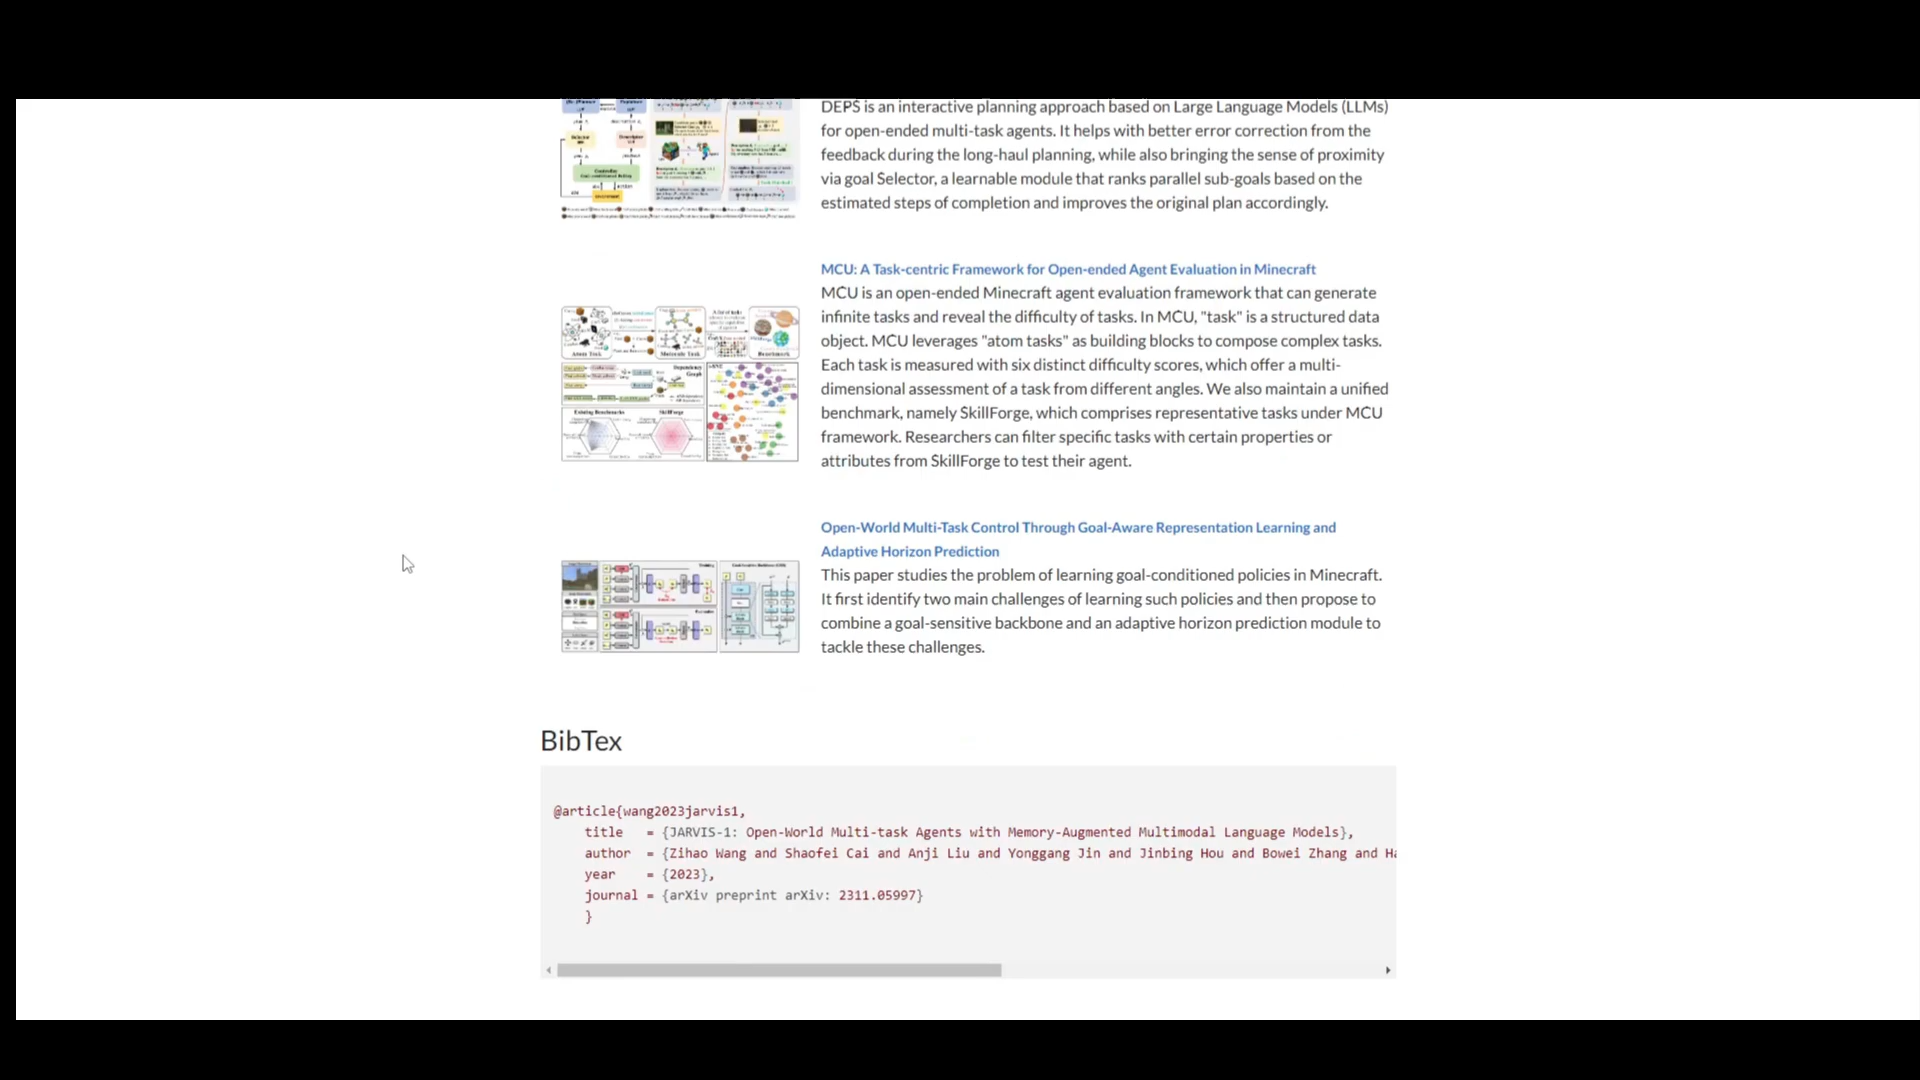 DEPS is an interactive planning approach based on Large Language Models (LLMs)
for open-ended multi-task agents. It helps with better error correction from the
feedback during the long-haul planning, while also bringing the sense of proximity
via goal Selector, a learnable module that ranks parallel sub-goals based on the
estimated steps of completion and improves the original plan accordingly.
MCU: A Task-centric Framework for Open-ended Agent Evaluation in Minecraft
MCU is an open-ended Minecraft agent evaluation framework that can generate
infinite tasks and reveal the difficulty of tasks. In MCU, "task" is a structured data
object. MCU leverages "atom tasks" as building blocks to compose complex tasks.
Each task is measured with six distinct difficulty scores, which offer a multi-
dimensional assessment of a task from different angles. We also maintain a unified
benchmark, namely SkillForge, which comprises representative tasks under MCU
framework. Researchers can filter specific tasks with certain properties or
attributes from SkillForge to test their agent.
Atom Task
Molecule Task
Benchmark
Dependency
Graph
Existing Benchmarks
SkillForge
Open-World Multi-Task Control Through Goal-Aware Representation Learning and
Adaptive Horizon Prediction
This paper studies the problem of learning goal-conditioned policies in Minecraft.
It first identify two main challenges of learning such policies and then propose to
combine a goal-sensitive backbone and an adaptive horizon prediction module to
tackle these challenges.
BibTex
@article{wang2023jarvis1,
title = {JARVIS-1: Open-World Multi-task Agents with Memory-Augmented Multimodal Language Models},
author = {Zihao Wang and Shaofei Cai and Anji Liu and Yonggang Jin and Jinbing Hou and Bowei Zhang and Ha
year = {2023},
journal = {arXiv preprint arXiv: 2311.05997}
}